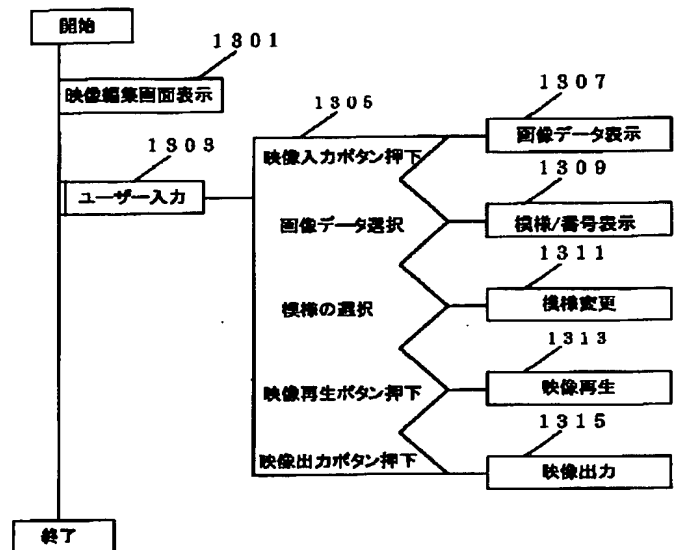 開始
1301
映像編集画面表示
1303
ユーザー入力
1305
映像入力ボタン押下
画像データ選択
模様の選択
映像再生ボタン押下
映像出力ボタン押下
1307
画像データ表示
1309
模様/番号表示
1311
模様変更
1313
映像再生
1315
映像出力
終了